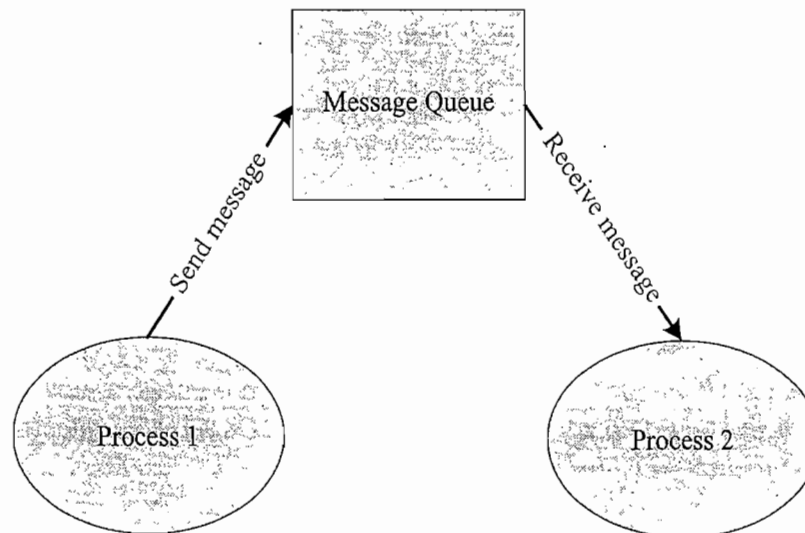 Message Queue
Send message
Receive message
Process 1
Process 2